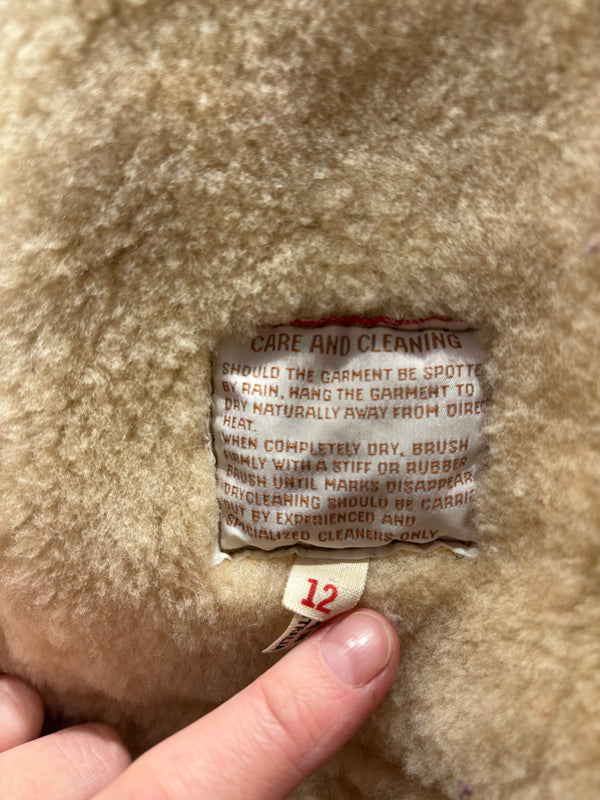 CARE AND CLEANING
SHOULD THE GARMENT BE SPOTTE
BY RAIN, HANG THE GARMENT TO
DRY NATURALLY AWAY FROM DIREC
HEAT.
WHEN COMPLETELY DRY, BRUSH
FIRMLY WITH A STIFF OR RUBBER
BRUSH UNTIL MARKS DISAPPEAR
DRYCLEANING SHOULD BE CARRIE
OUT BY EXPERIENCED AND
SPECIALIZED CLEANERS ONLY
12